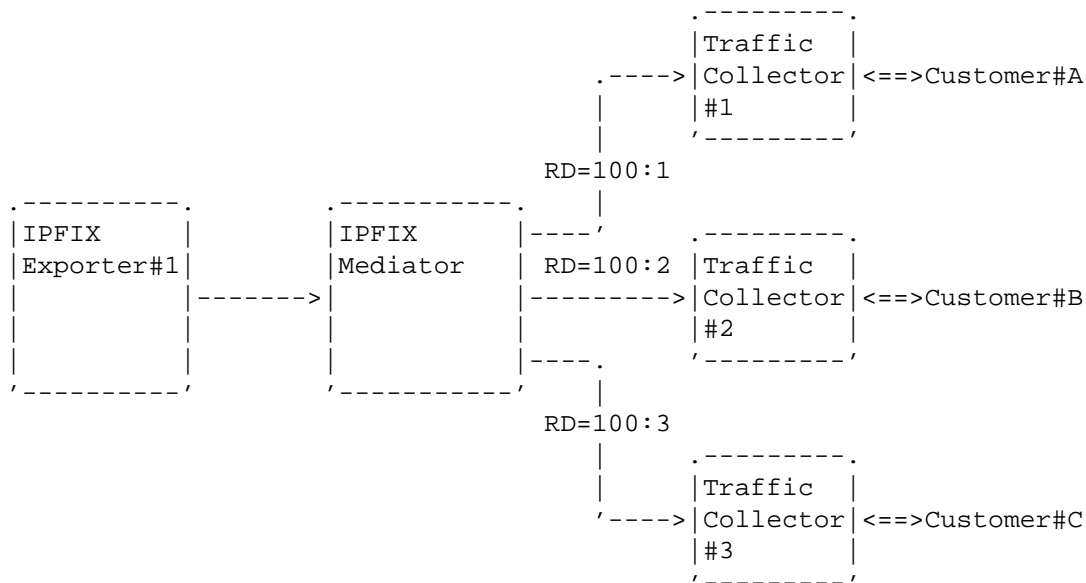 Traffic
Collector <==>Customer#A
#1
RD=100:1
IPFIX
Exporter#1
IPFIX
Mediator
RD=100:2
Traffic
Collector <==>Customer#B
#2
RD=100:3
Traffic
Collector <==>Customer#C
#3